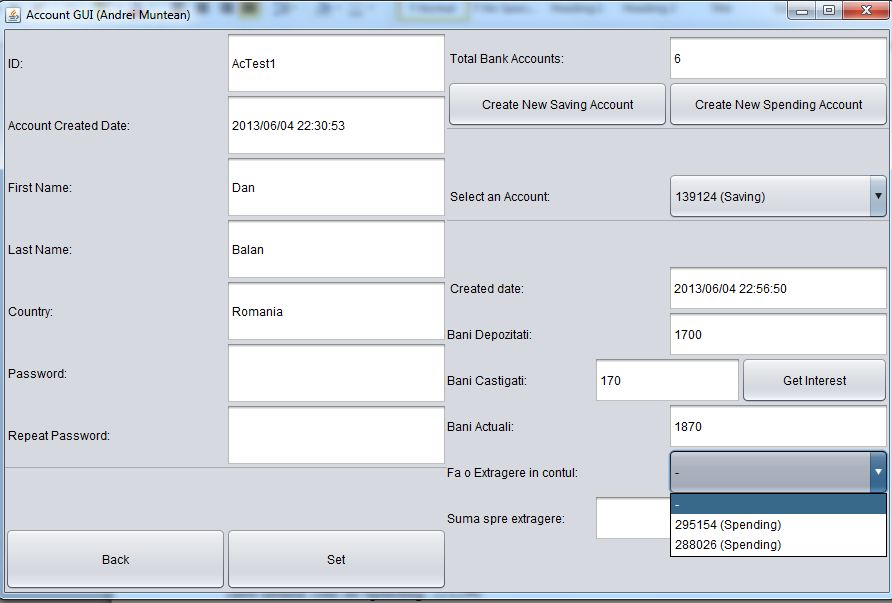 Account GUI (Andrei Muntean)
ID:
AcTest1
Account Created Date:
2013/06/04 22:30:53
First Name:
Dan
Last Name:
Balan
Country:
Romania
Password:
Repeat Password:
Back
Set
Total Bank Accounts:
6
Create New Saving Account
Create New Spending Account
Select an Account:
139124 (Saving)
Created date:
2013/06/04 22:56:50
Bani Depozitati:
1700
Bani Castigati:
170
Get Interest
Bani Actuali:
1870
Fa o Extragere in contul:
-
-
295154 (Spending)
288026 (Spending)
Suma spre extragere: